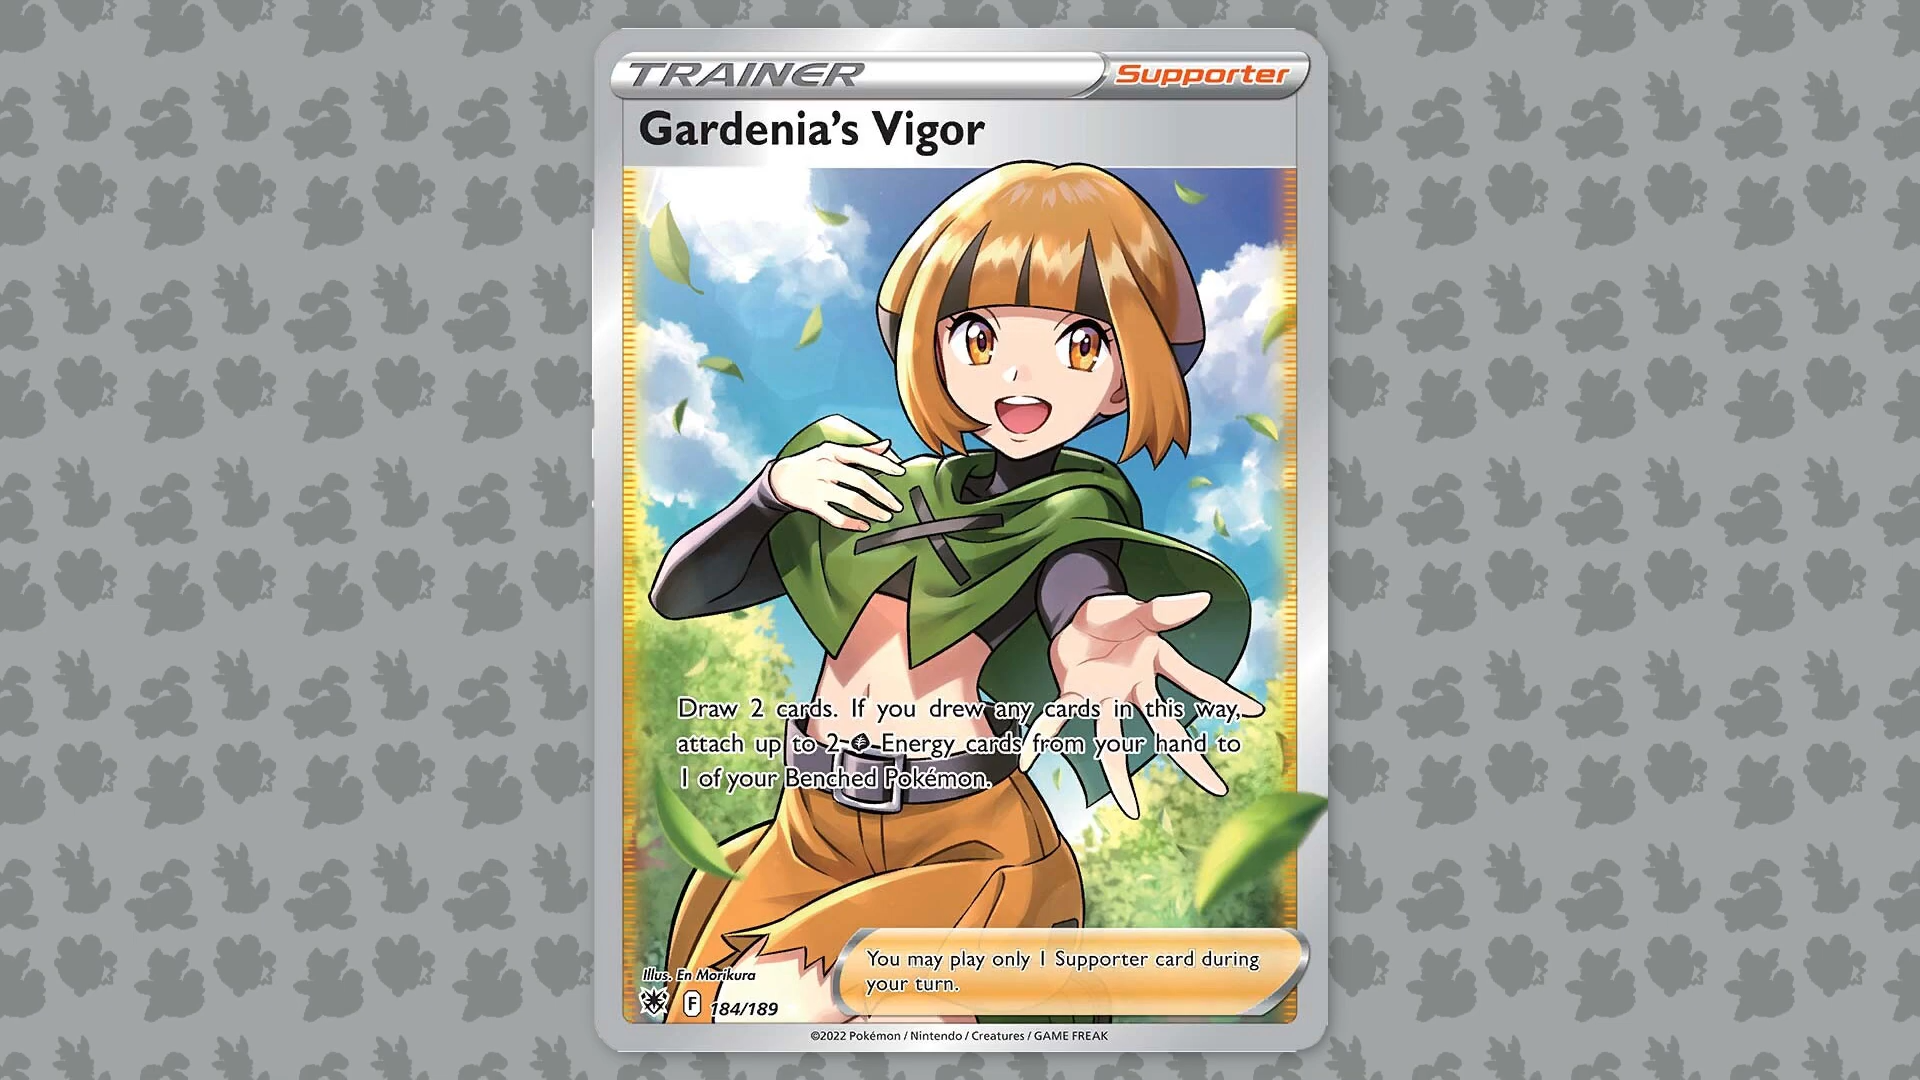 TRAINER Supporter
Gardenia's Vigor
Draw 2 cards. If you drew any cards in this way,
attach up to 2 Energy cards from your hand to
1 of your Benched Pokémon.
You may play only 1 Supporter card during
your turn.
Illus. En Morikura
F 184/189
©2022 Pokémon / Nintendo / Creatures / GAME FREAK